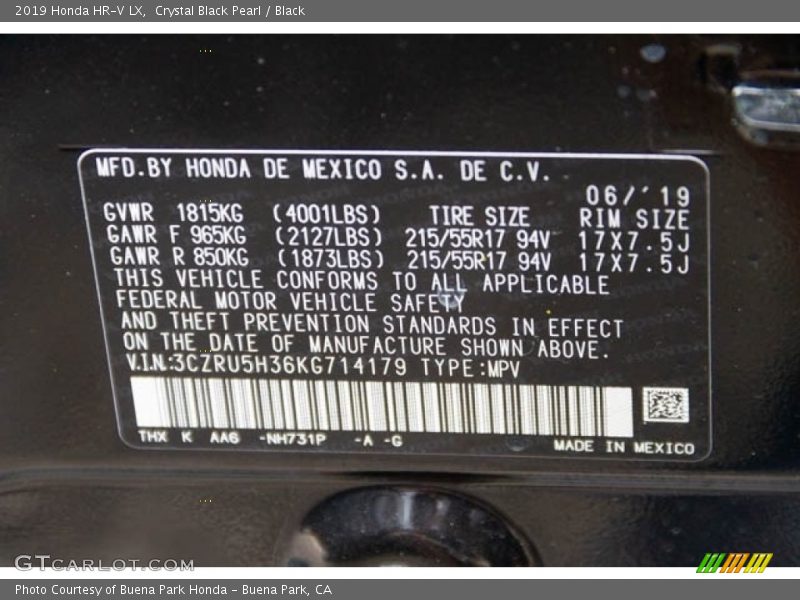 2019 Honda HR-V LX,  Crystal Black Pearl / Black
MFD.BY HONDA DE MEXICO S.A. DE C.V.
06/'19
GVWR 1815KG (4001LBS) TIRE SIZE RIM SIZE
GAWR F 965KG (2127LBS) 215/55R17 94V 17X7.5J
GAWR R 850KG (1873LBS) 215/55R17 94V 17X7.5J
THIS VEHICLE CONFORMS TO ALL APPLICABLE
FEDERAL MOTOR VEHICLE SAFETY
AND THEFT PREVENTION STANDARDS IN EFFECT
ON THE DATE OF MANUFACTURE SHOWN ABOVE.
V.I.N.:3CZRU5H36KG714179 TYPE:MPV
THX K AA6 -NH731P -A -G
MADE IN MEXICO
GTCARLOT.COM
Photo Courtesy of Buena Park Honda - Buena Park, CA